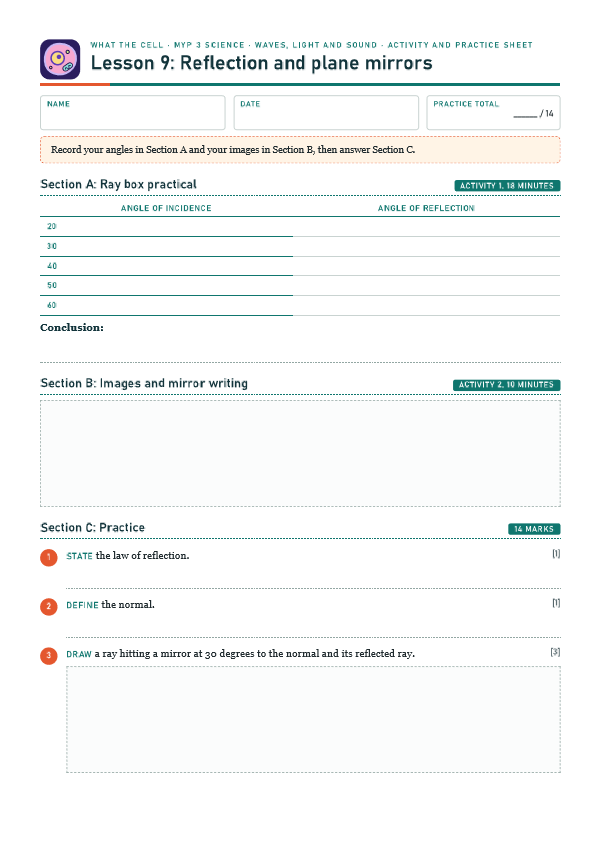 WHAT THE CELL · MYP 3 SCIENCE · WAVES, LIGHT AND SOUND · ACTIVITY AND PRACTICE SHEET
Lesson 9: Reflection and plane mirrors
NAME
DATE
PRACTICE TOTAL
_____ / 14
Record your angles in Section A and your images in Section B, then answer Section C.
Section A: Ray box practical
ACTIVITY 1, 18 MINUTES
ANGLE OF INCIDENCE
ANGLE OF REFLECTION
20
30
40
50
60
Conclusion:
Section B: Images and mirror writing
ACTIVITY 2, 10 MINUTES
Section C: Practice
14 MARKS
1 STATE the law of reflection. [1]
2 DEFINE the normal. [1]
3 DRAW a ray hitting a mirror at 30 degrees to the normal and its reflected ray. [3]